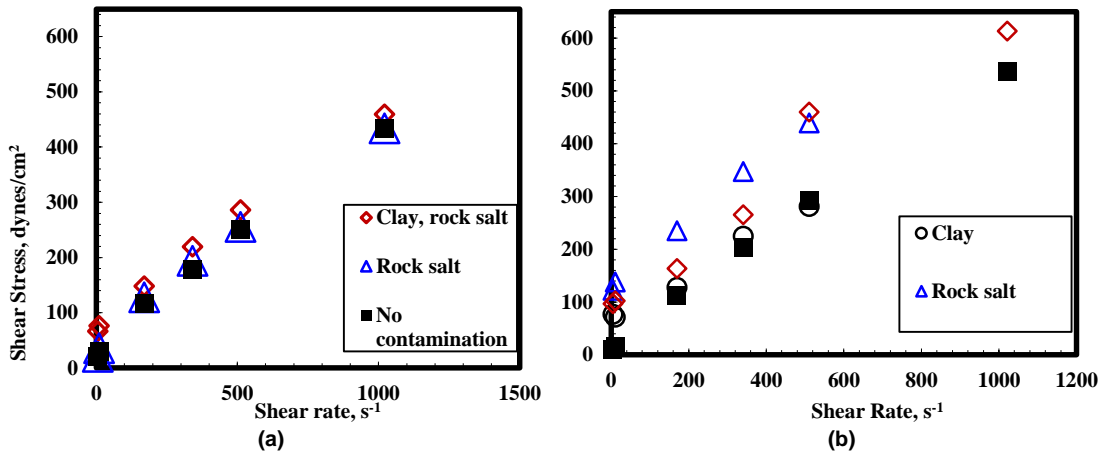 600
500
400
300
200
100
0
Shear Stress, dynes/cm²
0 500 1000 1500
Shear rate, s⁻¹
Clay, rock salt
Rock salt
No
contamination
(a)
600
500
400
300
200
100
0
0 200 400 600 800 1000 1200
Shear Rate, s⁻¹
Clay
Rock salt
(b)